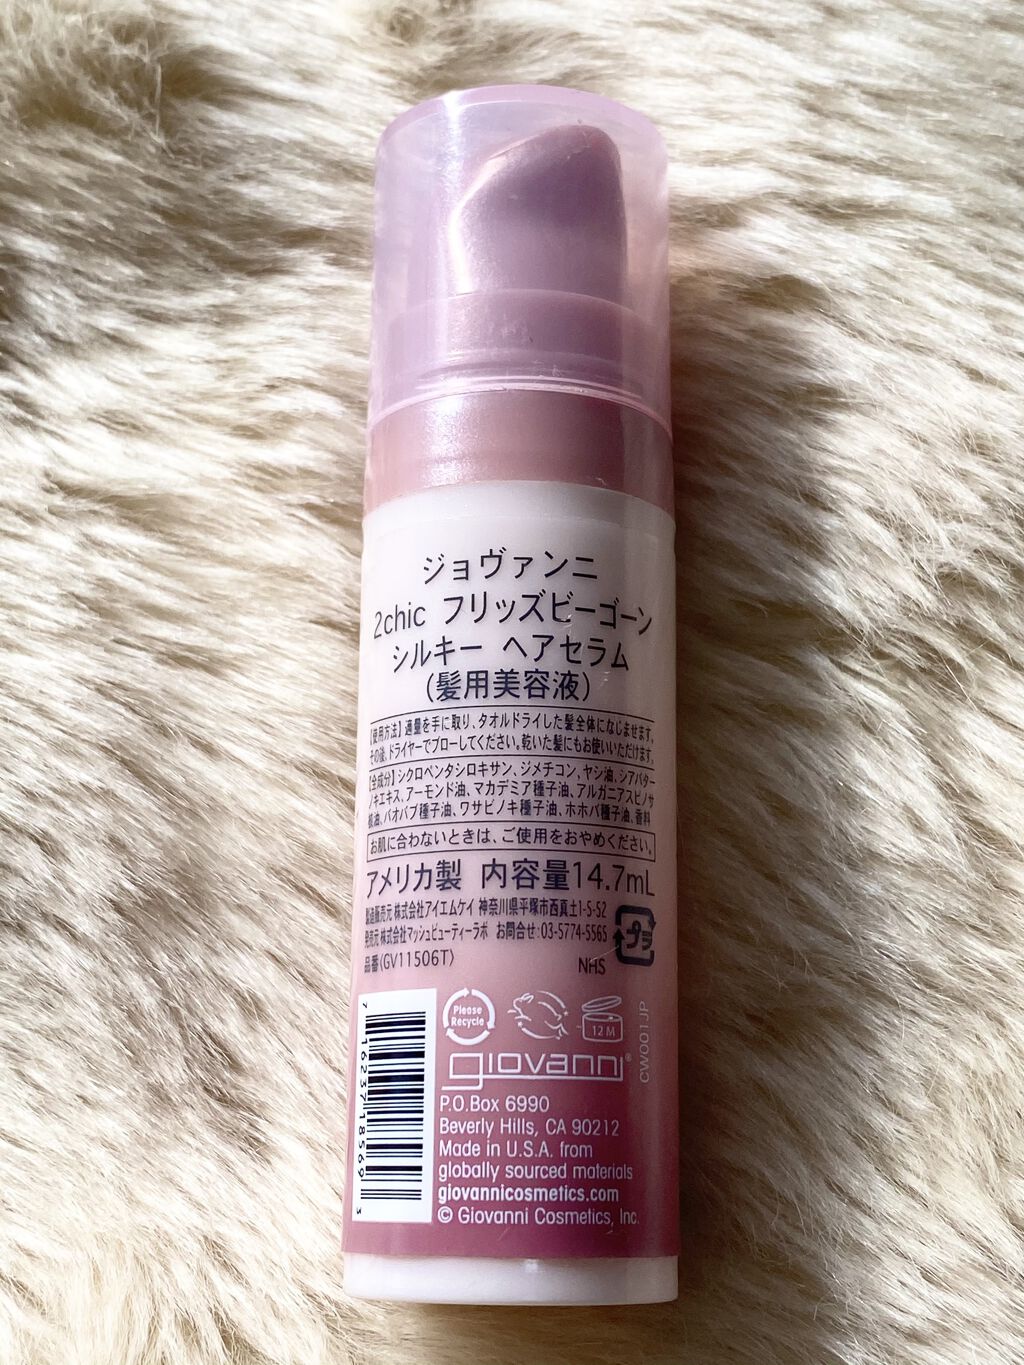 ジョヴァンニ
2chic フリッズビーゴーン
シルキー ヘアセラム
(髪用美容液)
【使用方法】適量を手に取り、タオルドライした髪全体になじませます。
その後、ドライヤーでブローしてください。乾いた髪にもお使いいただけます。
【全成分】シクロペンタシロキサン、ジメチコン、ヤシ油、シアバター
ノキエキス、アーモンド油、マカデミア種子油、アルガニアスピノサ
核油、バオバブ種子油、ワサビノキ種子油、ホホバ種子油、香料
お肌に合わないときは、ご使用をおやめください。
アメリカ製 内容量14.7mL
製造販売元 株式会社アイエムケイ 神奈川県平塚市西真土1-5-52
発売元 株式会社マッシュビューティーラボ お問合せ:03-5774-5565
品番〈GV11506T〉
NHS
プラ
Please
Recycle
12 M
CW001JP
giovanni®
7 16237 18569 3
P.O.Box 6990
Beverly Hills, CA 90212
Made in U.S.A. from
globally sourced materials
giovannicosmetics.com
© Giovanni Cosmetics, Inc.